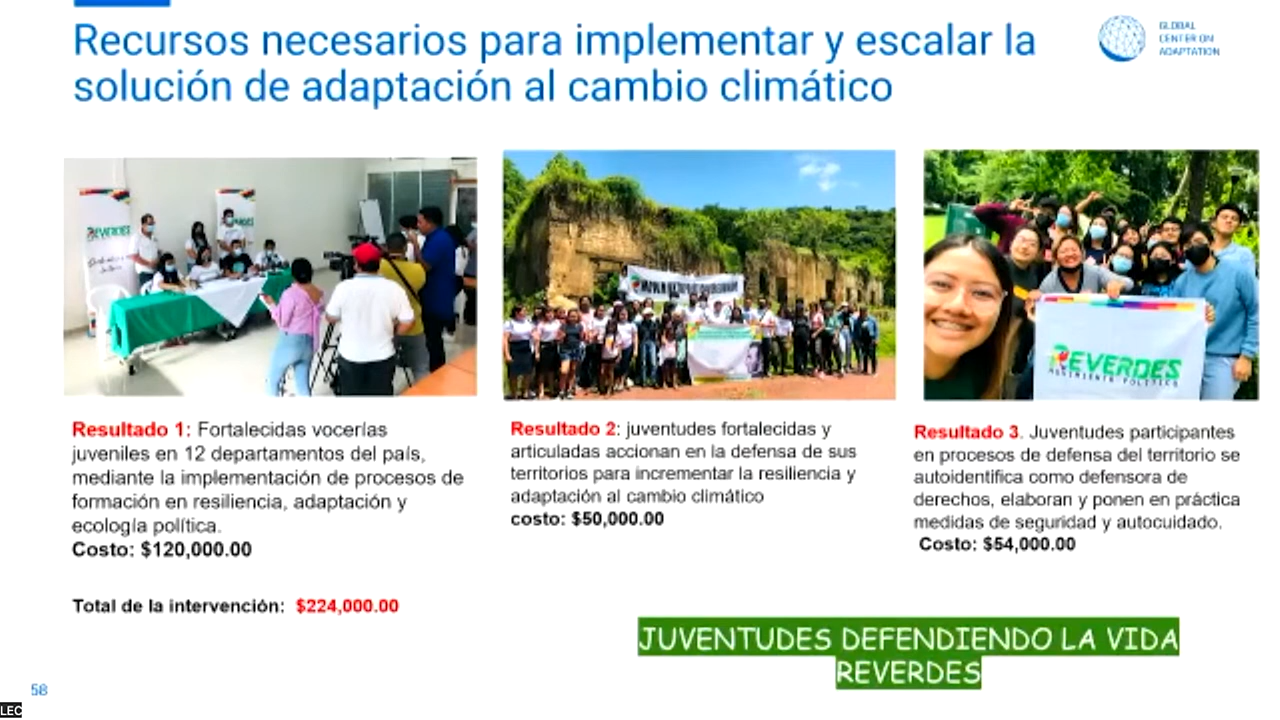 Recursos necesarios para implementar y escalar la
solución de adaptación al cambio climático
GLOBAL
CENTER ON
ADAPTATION
REVERDES
REVERDES
MOVIMIENTO POLÍTICO
Resultado 1: Fortalecidas vocerías
juveniles en 12 departamentos del país,
mediante la implementación de procesos de
formación en resiliencia, adaptación y
ecología política.
Costo: $120,000.00
Resultado 2: juventudes fortalecidas y
articuladas accionan en la defensa de sus
territorios para incrementar la resiliencia y
adaptación al cambio climático
costo: $50,000.00
Resultado 3. Juventudes participantes
en procesos de defensa del territorio se
autoidentifica como defensora de
derechos, elaboran y ponen en práctica
medidas de seguridad y autocuidado.
Costo: $54,000.00
Total de la intervención: $224,000.00
JUVENTUDES DEFENDIENDO LA VIDA
REVERDES
58
LEC